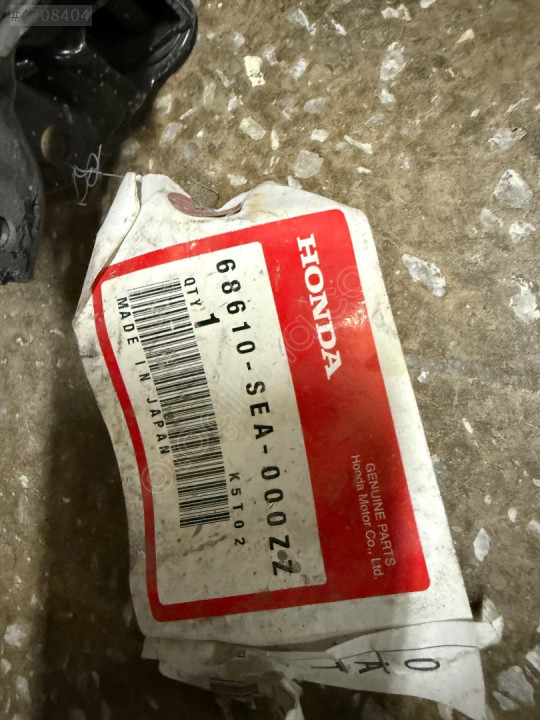 HONDA
GENUINE PARTS
Honda Motor Co., Ltd.
68610-SEA-000ZZ
QTY 1
K5T02
MADE IN JAPAN